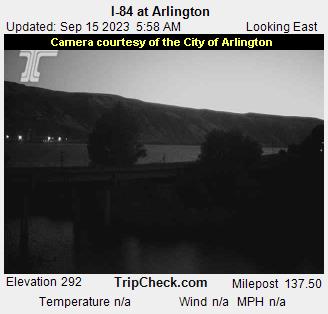 I-84 at Arlington
Updated: Sep 15 2023 5:58 AM Looking East
Camera courtesy of the City of Arlington
Elevation 292 TripCheck.com Milepost 137.50
Temperature n/a Wind n/a MPH n/a